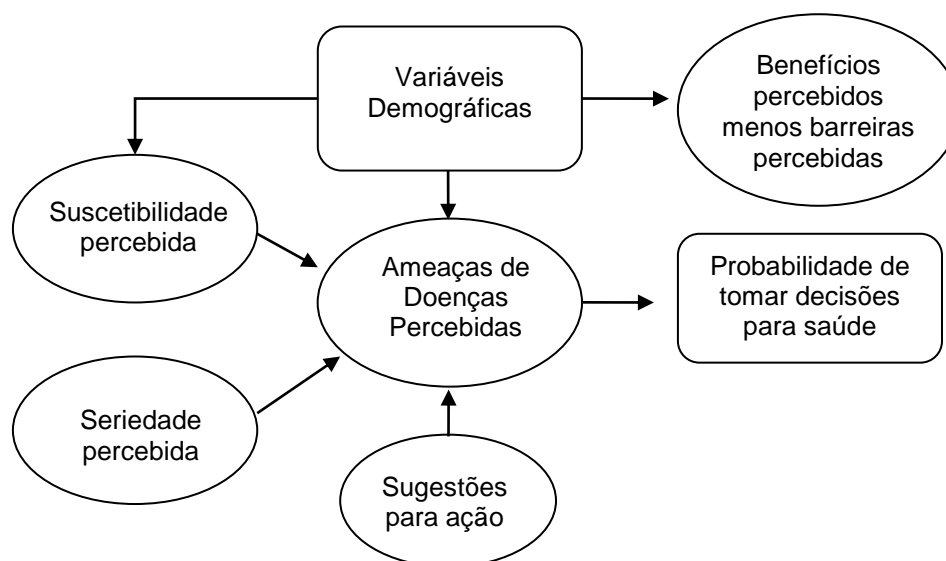 Variáveis
Demográficas
Benefícios
percebidos
menos barreiras
percebidas
Suscetibilidade
percebida
Ameaças de
Doenças
Percebidas
Probabilidade de
tomar decisões
para saúde
Seriedade
percebida
Sugestões
para ação